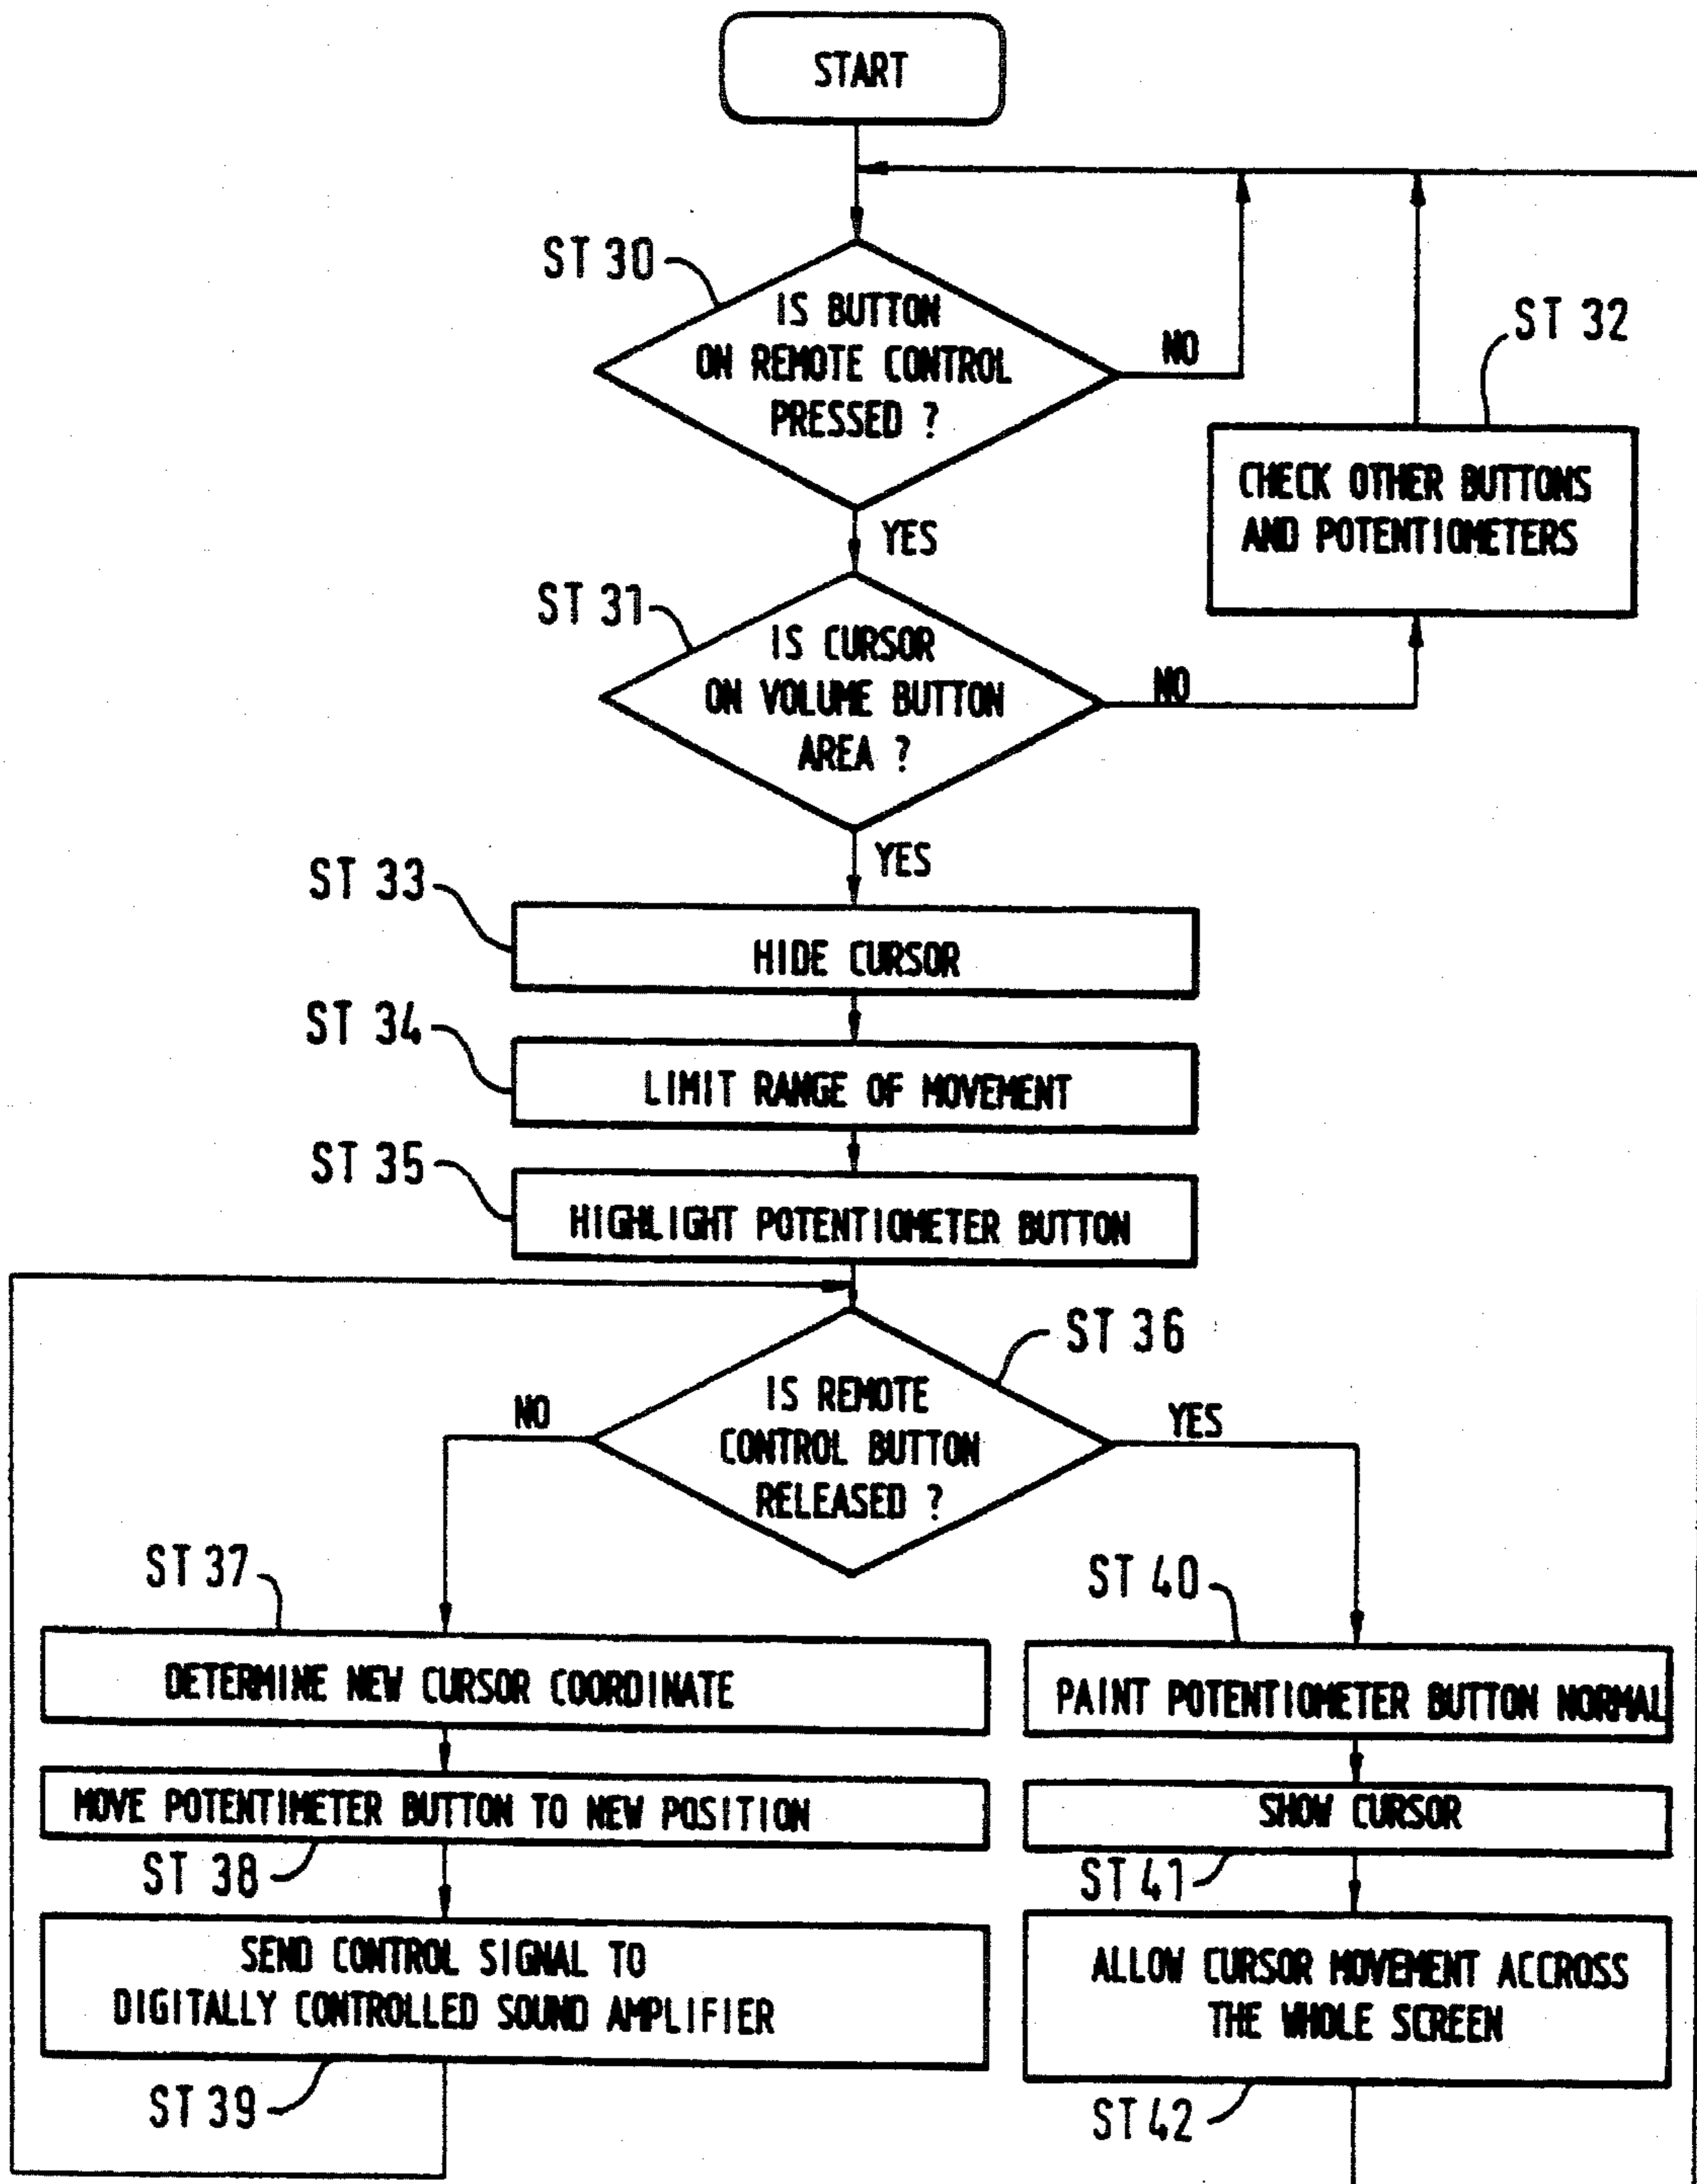 START
ST 30
IS BUTTON
ON REMOTE CONTROL
PRESSED ?
NO
ST 32
CHECK OTHER BUTTONS
AND POTENTIOMETERS
YES
ST 31
IS CURSOR
ON VOLUME BUTTON
AREA ?
NO
YES
ST 33
HIDE CURSOR
ST 34
LIMIT RANGE OF MOVEMENT
ST 35
HIGHLIGHT POTENTIOMETER BUTTON
ST 36
IS REMOTE
CONTROL BUTTON
RELEASED ?
NO
YES
ST 37
DETERMINE NEW CURSOR COORDINATE
MOVE POTENTIMETER BUTTON TO NEW POSITION
ST 38
SEND CONTROL SIGNAL TO
DIGITALLY CONTROLLED SOUND AMPLIFIER
ST 39
ST 40
PAINT POTENTIOMETER BUTTON NORMAL
SHOW CURSOR
ST 41
ALLOW CURSOR MOVEMENT ACCROSS
THE WHOLE SCREEN
ST 42